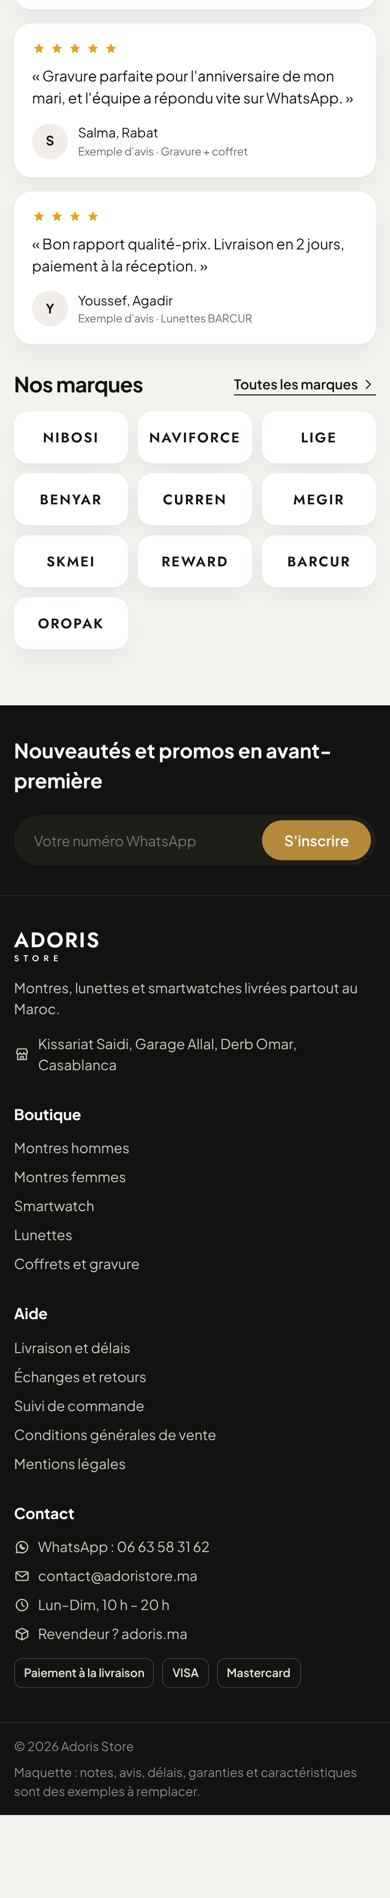 « Gravure parfaite pour l'anniversaire de mon
mari, et l'équipe a répondu vite sur WhatsApp. »
S
Salma, Rabat
Exemple d'avis · Gravure + coffret
« Bon rapport qualité-prix. Livraison en 2 jours,
paiement à la réception. »
Y
Youssef, Agadir
Exemple d'avis · Lunettes BARCUR
Nos marques
Toutes les marques
NIBOSI
NAVIFORCE
LIGE
BENYAR
CURREN
MEGIR
SKMEI
REWARD
BARCUR
OROPAK
Nouveautés et promos en avant-
première
Votre numéro WhatsApp
S'inscrire
ADORIS
STORE
Montres, lunettes et smartwatches livrées partout au
Maroc.
Kissariat Saidi, Garage Allal, Derb Omar,
Casablanca
Boutique
Montres hommes
Montres femmes
Smartwatch
Lunettes
Coffrets et gravure
Aide
Livraison et délais
Échanges et retours
Suivi de commande
Conditions générales de vente
Mentions légales
Contact
WhatsApp : 06 63 58 31 62
contact@adoristore.ma
Lun–Dim, 10 h – 20 h
Revendeur ? adoris.ma
Paiement à la livraison
VISA
Mastercard
© 2026 Adoris Store
Maquette : notes, avis, délais, garanties et caractéristiques
sont des exemples à remplacer.